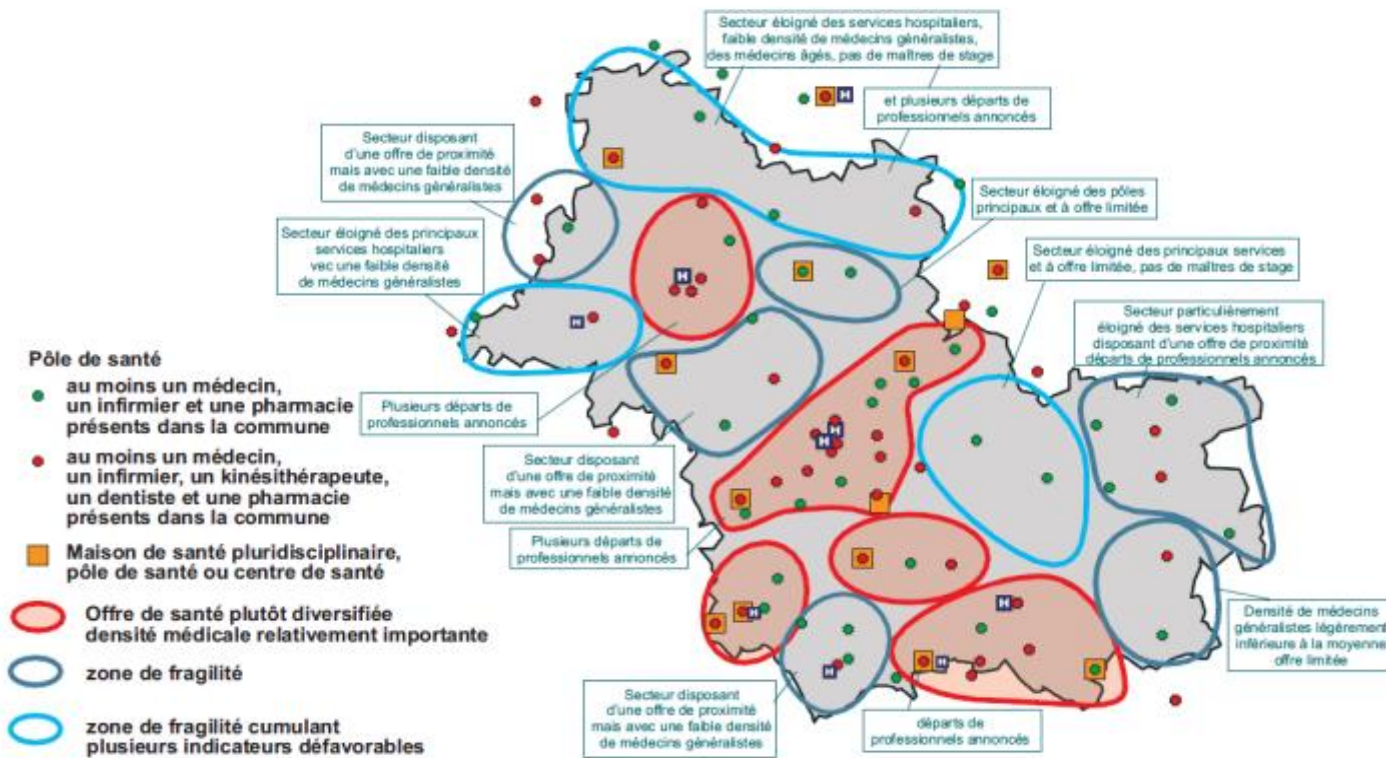 Secteur éloigné des services hospitaliers,
faible densité de médecins généralistes,
des médecins âgés, pas de maîtres de stage
et plusieurs départs de
professionnels annoncés
Secteur disposant
d'une offre de proximité
mais avec une faible densité
de médecins généralistes
Secteur éloigné des pôles
principaux et à offre limitée
Secteur éloigné des principaux
services hospitaliers
vec une faible densité
de médecins généralistes
Secteur éloigné des principaux services
et à offre limitée, pas de maîtres de stage
Secteur particulièrement
éloigné des services hospitaliers
disposant d'une offre de proximité
départs de professionnels annoncés
H
H
H
H
H
H
H
H
H
Plusieurs départs de
professionnels annoncés
Secteur disposant
d'une offre de proximité
mais avec une faible densité
de médecins généralistes
Plusieurs départs de
professionnels annoncés
Densité de médecins
généralistes légèrement
inférieure à la moyenne
offre limitée
Secteur disposant
d'une offre de proximité
mais avec une faible densité
de médecins généralistes
départs de
professionnels annoncés
Pôle de santé
au moins un médecin,
un infirmier et une pharmacie
présents dans la commune
au moins un médecin,
un infirmier, un kinésithérapeute,
un dentiste et une pharmacie
présents dans la commune
Maison de santé pluridisciplinaire,
pôle de santé ou centre de santé
Offre de santé plutôt diversifiée
densité médicale relativement importante
zone de fragilité
zone de fragilité cumulant
plusieurs indicateurs défavorables